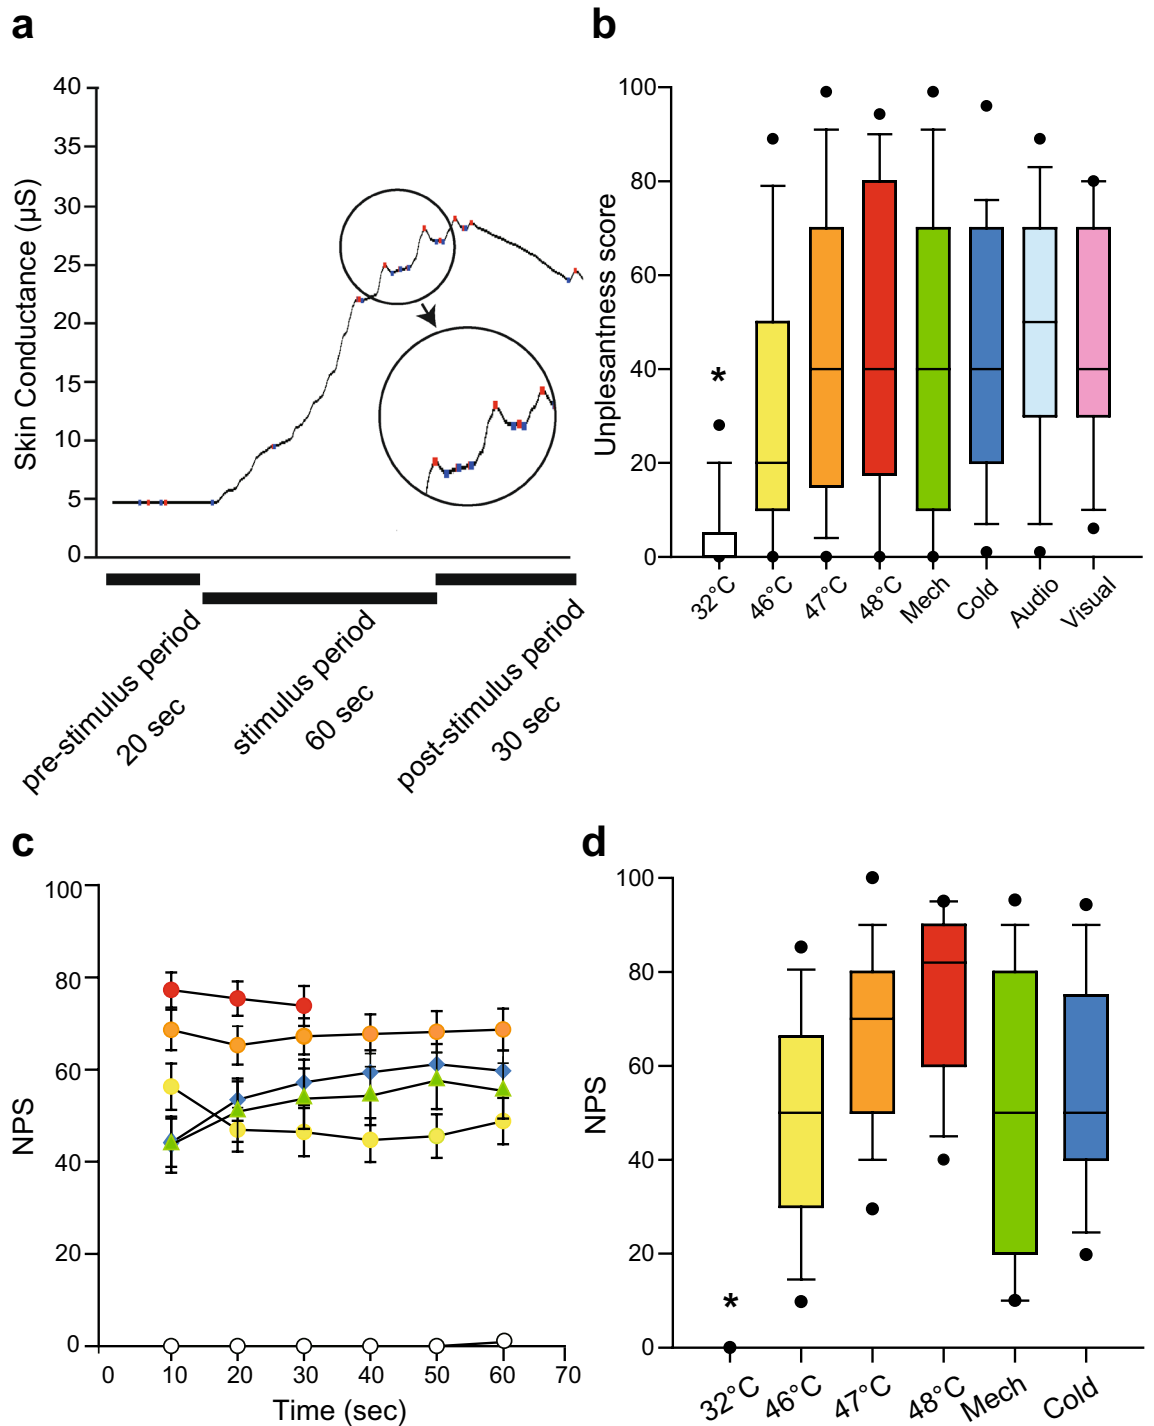 a
40
35
30
25
20
15
10
5
0
Skin Conductance (µS)
pre-stimulus period
20 sec
stimulus period
60 sec
post-stimulus period
30 sec
b
100
80
60
40
20
0
Unplesantness score
*
32°C
46°C
47°C
48°C
Mech
Cold
Audio
Visual
c
100
80
60
40
20
0
NPS
0 10 20 30 40 50 60 70
Time (sec)
d
100
80
60
40
20
0
NPS
*
32°C
46°C
47°C
48°C
Mech
Cold